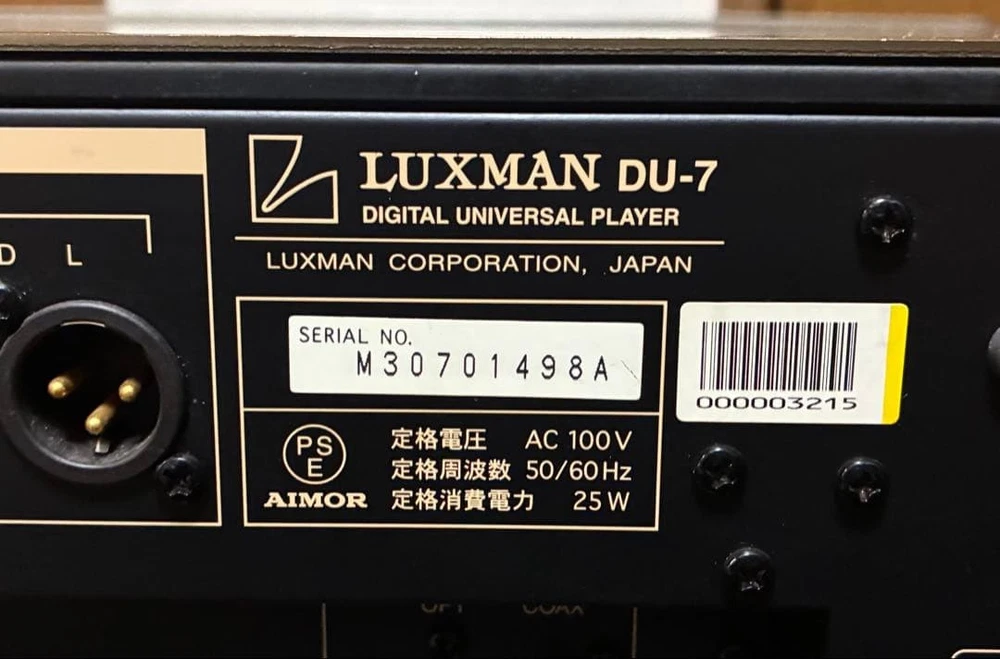 LUXMAN DU-7
DIGITAL UNIVERSAL PLAYER
LUXMAN CORPORATION, JAPAN
L
SERIAL NO.
M30701498A
000003215
PS
E
AIMOR
定格電圧 AC 100V
定格周波数 50/60Hz
定格消費電力 25W